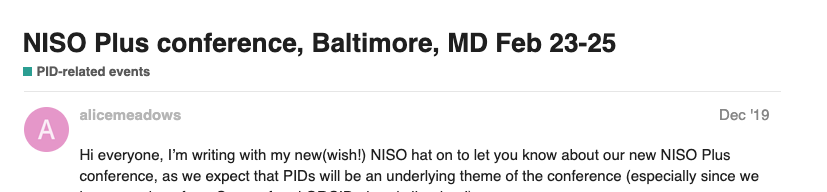 NISO Plus conference, Baltimore, MD Feb 23-25
PID-related events
A
alicemeadows
Dec '19
Hi everyone, I'm writing with my new(wish!) NISO hat on to let you know about our new NISO Plus
conference, as we expect that PIDs will be an underlying theme of the conference (especially since we